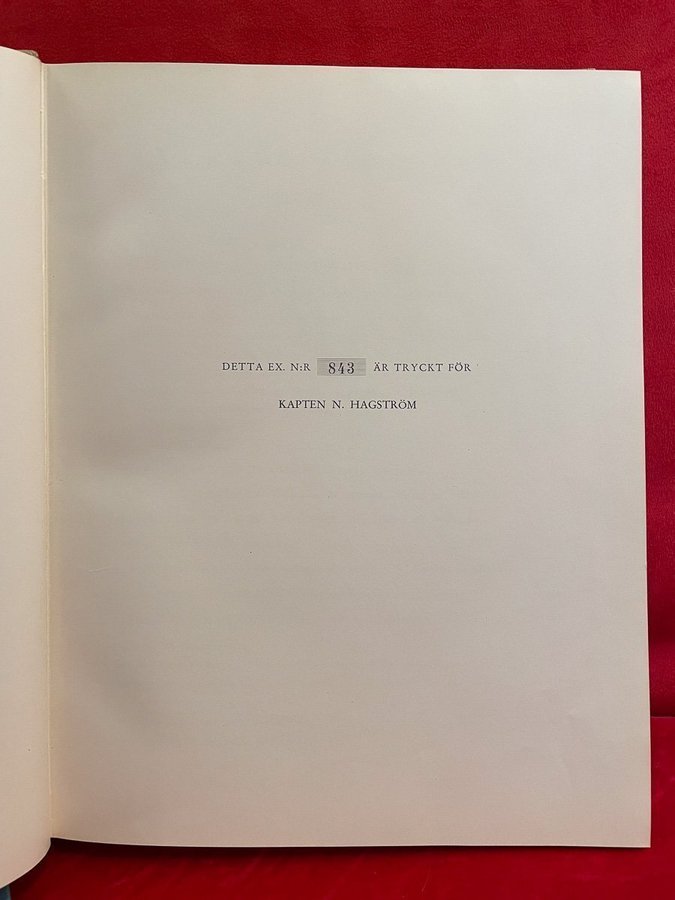 DETTA EX. N:R 843 ÄR TRYCKT FÖR
KAPTEN N. HAGSTRÖM